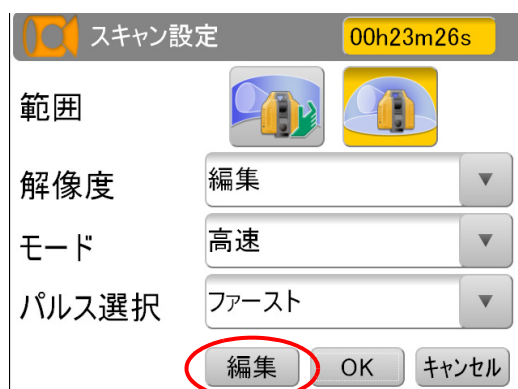 スキャン設定 00h23m26s
範囲
解像度 編集
モード 高速
パルス選択 ファースト
編集 OK キャンセル